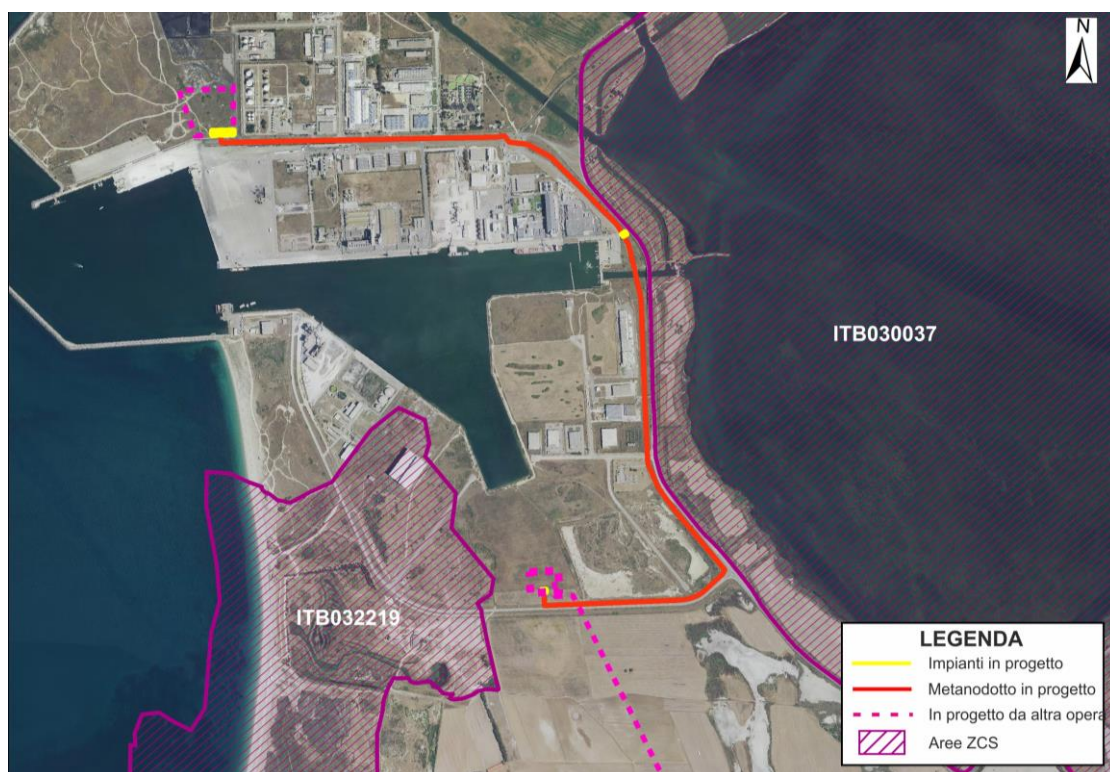 N
ITB030037
ITB032219
LEGENDA
Impianti in progetto
Metanodotto in progetto
In progetto da altra opera
Aree ZCS